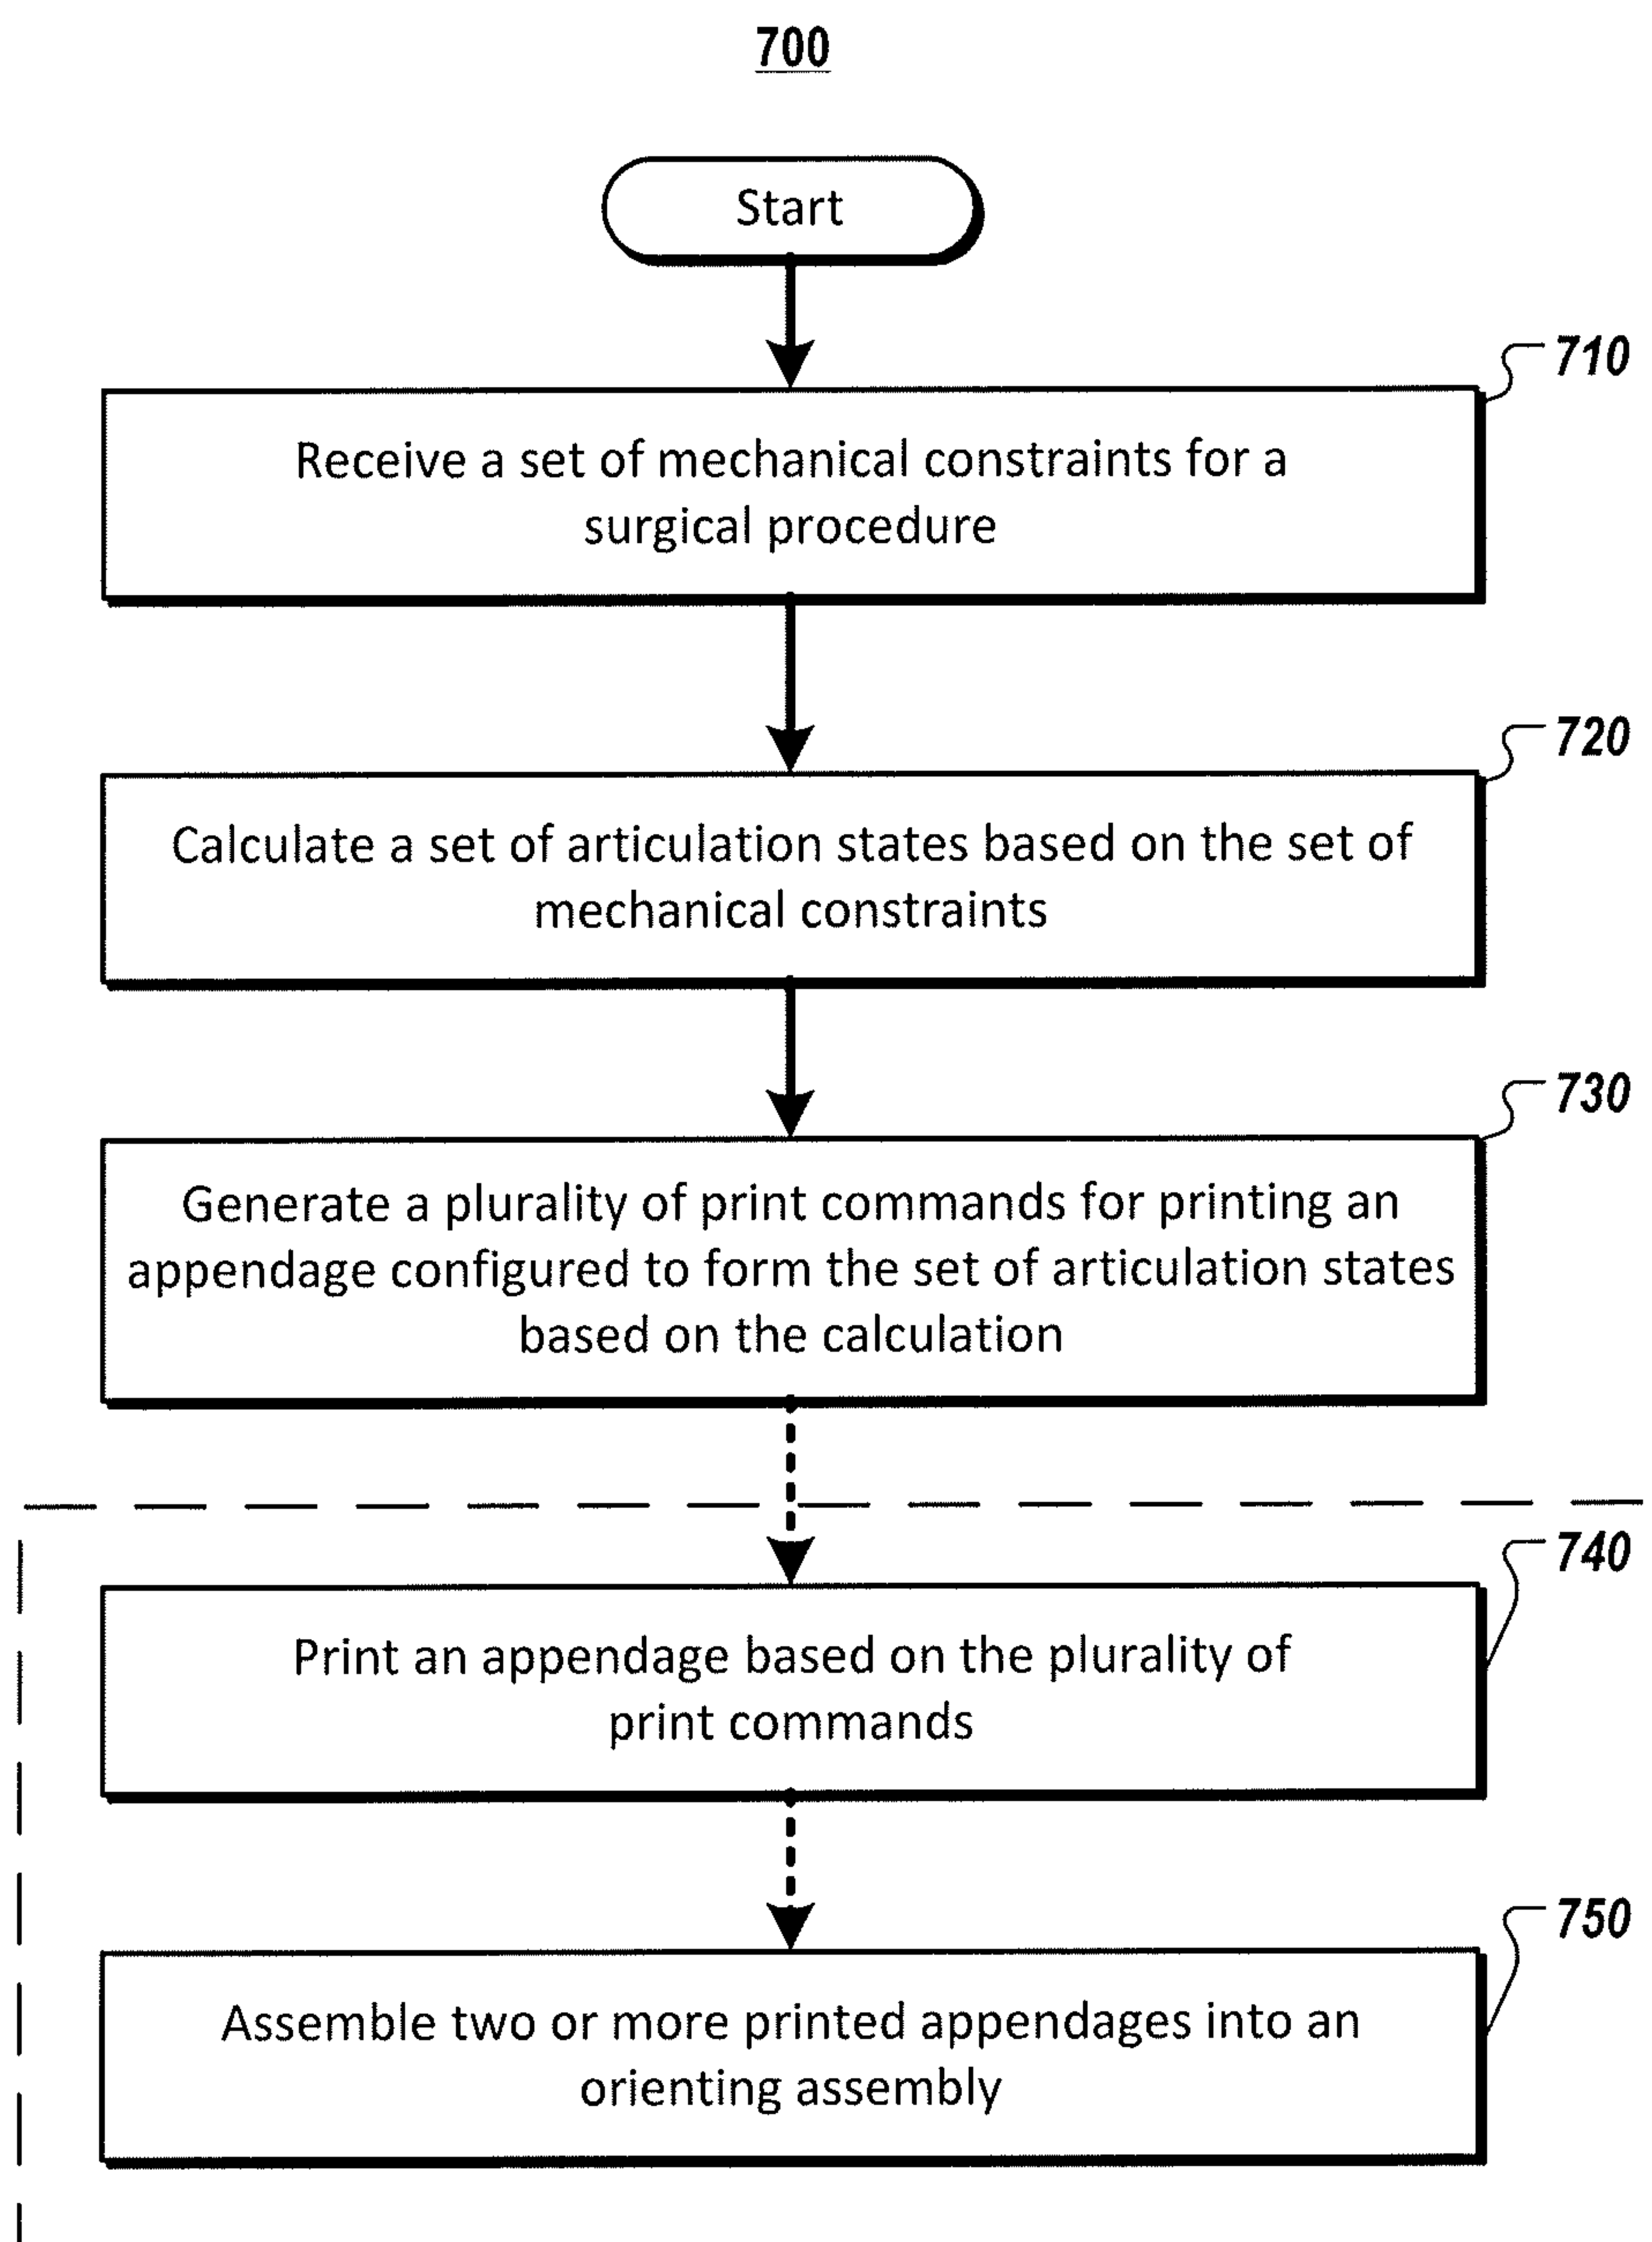 700
Start
710
Receive a set of mechanical constraints for a
surgical procedure
720
Calculate a set of articulation states based on the set of
mechanical constraints
730
Generate a plurality of print commands for printing an
appendage configured to form the set of articulation states
based on the calculation
740
Print an appendage based on the plurality of
print commands
750
Assemble two or more printed appendages into an
orienting assembly